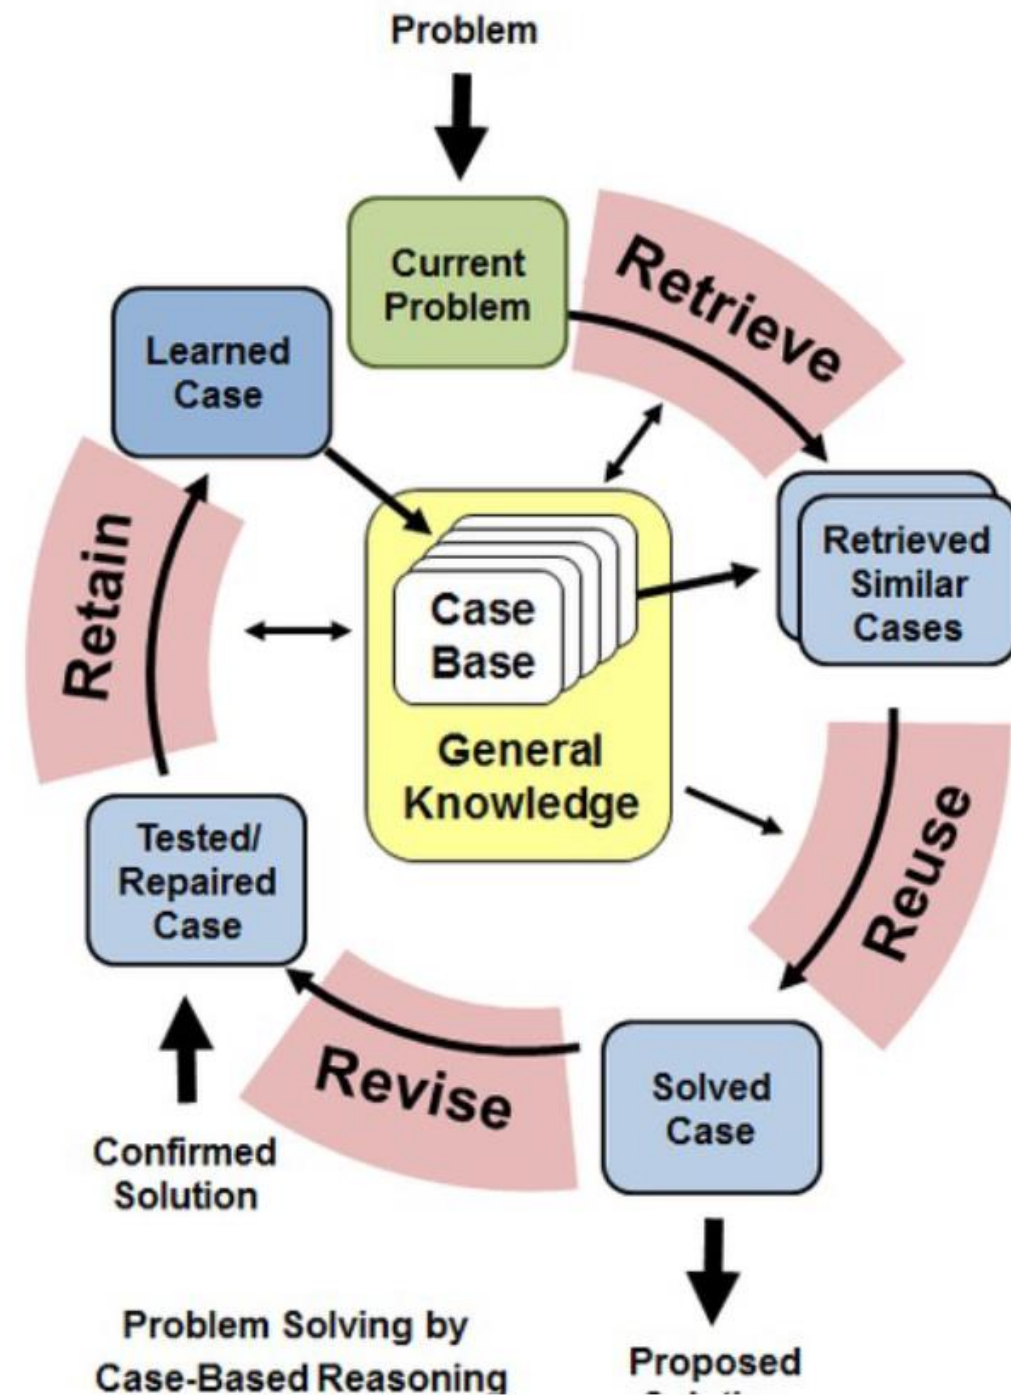 Problem
Current
Problem
Retrieve
Learned
Case
Retrieved
Similar
Cases
Case
Base
General
Knowledge
Retain
Reuse
Tested/
Repaired
Case
Revise
Solved
Case
Confirmed
Solution
Problem Solving by
Case-Based Reasoning
Proposed